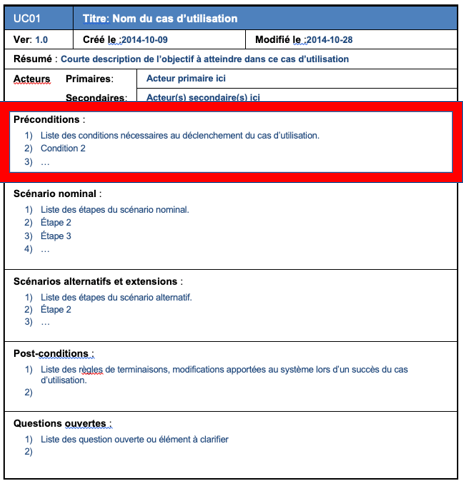 UC01 Titre: Nom du cas d'utilisation
Ver: 1.0 Créé le :2014-10-09 Modifié le :2014-10-28
Résumé : Courte description de l'objectif à atteindre dans ce cas d'utilisation
Acteurs Primaires: Acteur primaire ici
Secondaires: Acteur(s) secondaire(s) ici
Préconditions :
1) Liste des conditions nécessaires au déclenchement du cas d'utilisation.
2) Condition 2
3) …
Scénario nominal :
1) Liste des étapes du scénario nominal.
2) Étape 2
3) Étape 3
4) …
Scénarios alternatifs et extensions :
1) Liste des étapes du scénario alternatif.
2) Étape 2
3) …
Post-conditions :
1) Liste des règles de terminaisons, modifications apportées au système lors d'un succès du cas
d'utilisation.
2)
Questions ouvertes :
1) Liste des question ouverte ou élément à clarifier
2)